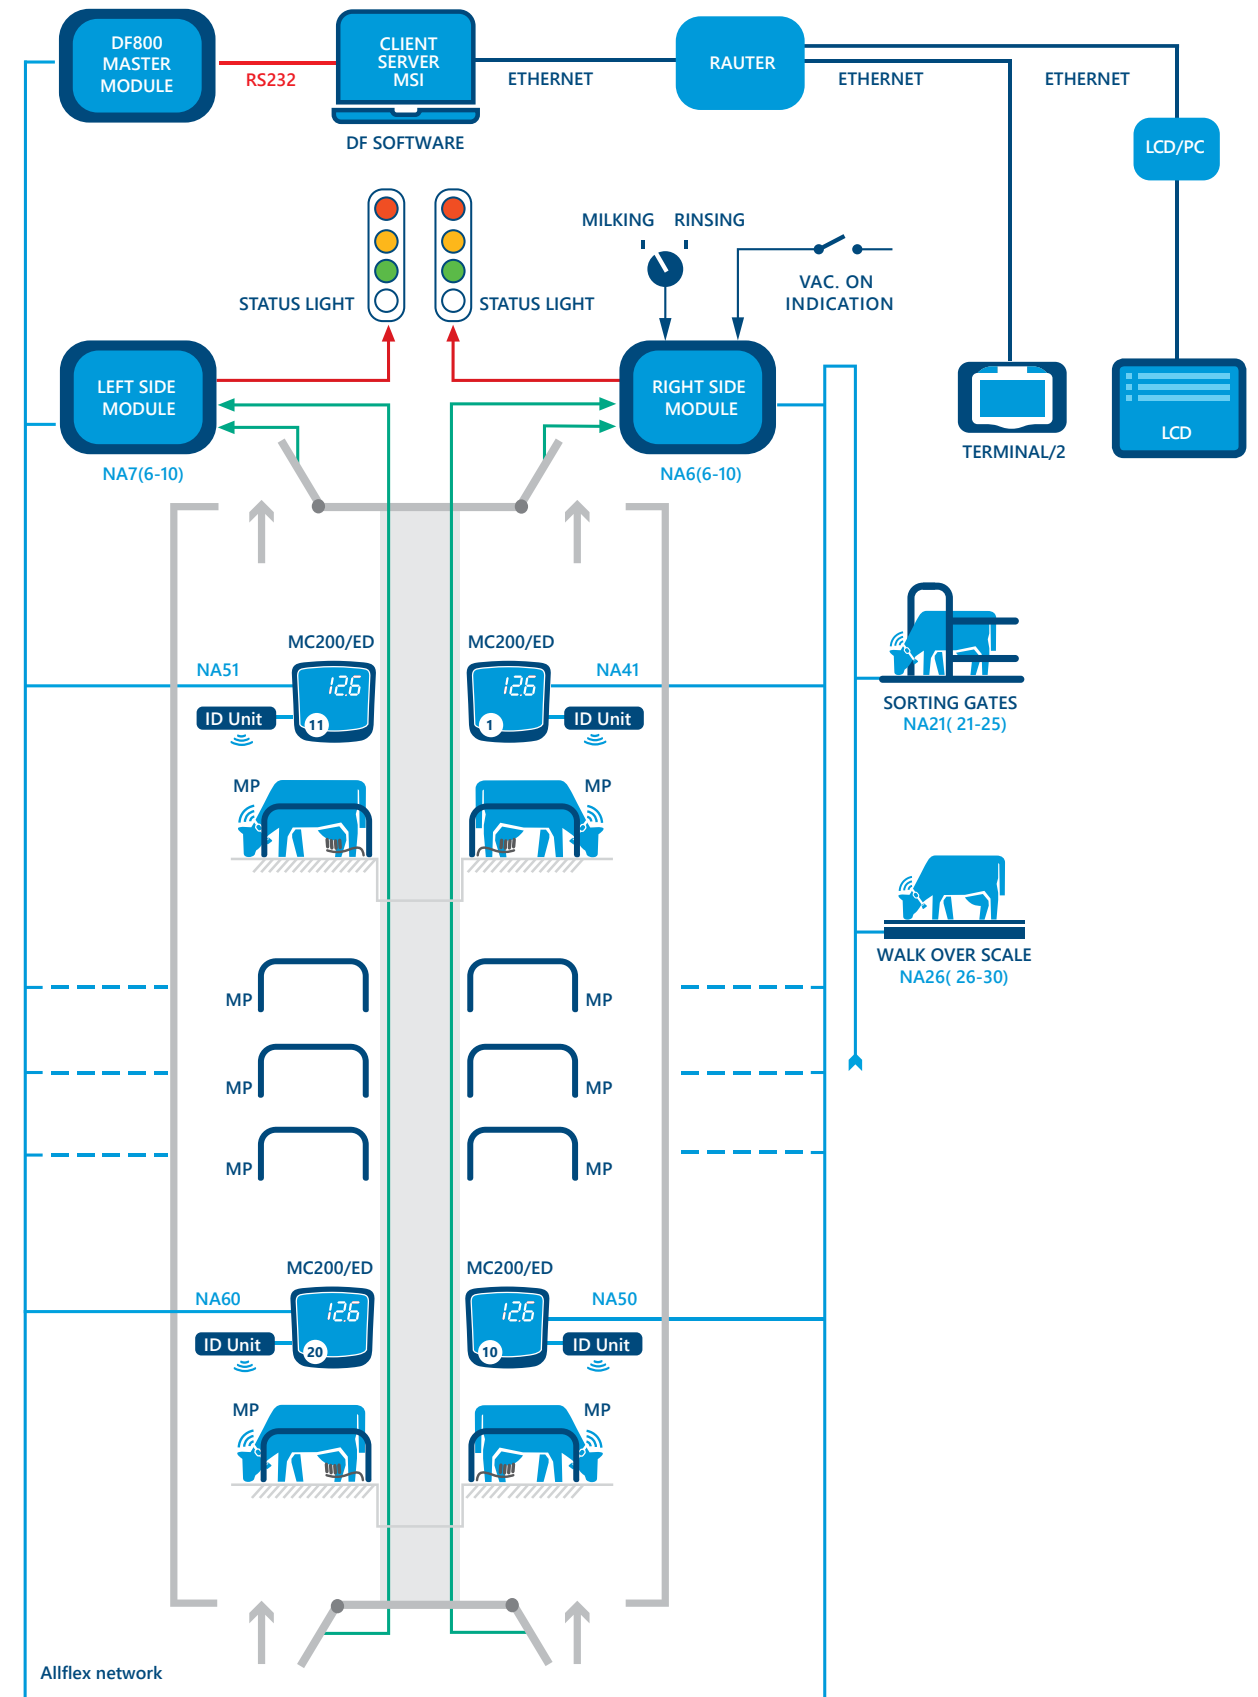 DF800
MASTER
MODULE
RS232
CLIENT
SERVER
MSI
DF SOFTWARE
ETHERNET
RAUTER
ETHERNET
ETHERNET
LCD/PC
MILKING
RINSING
STATUS LIGHT
STATUS LIGHT
VAC. ON
INDICATION
LEFT SIDE
MODULE
NA7(6-10)
RIGHT SIDE
MODULE
NA6(6-10)
TERMINAL/2
LCD
MC200/ED
NA51
12.6
ID Unit
11
MP
MC200/ED
NA41
12.6
1
ID Unit
MP
SORTING GATES
NA21( 21-25)
WALK OVER SCALE
NA26( 26-30)
MP
MP
MP
MP
MP
MP
MC200/ED
NA60
12.6
ID Unit
20
MP
MC200/ED
NA50
12.6
10
ID Unit
MP
Allflex network